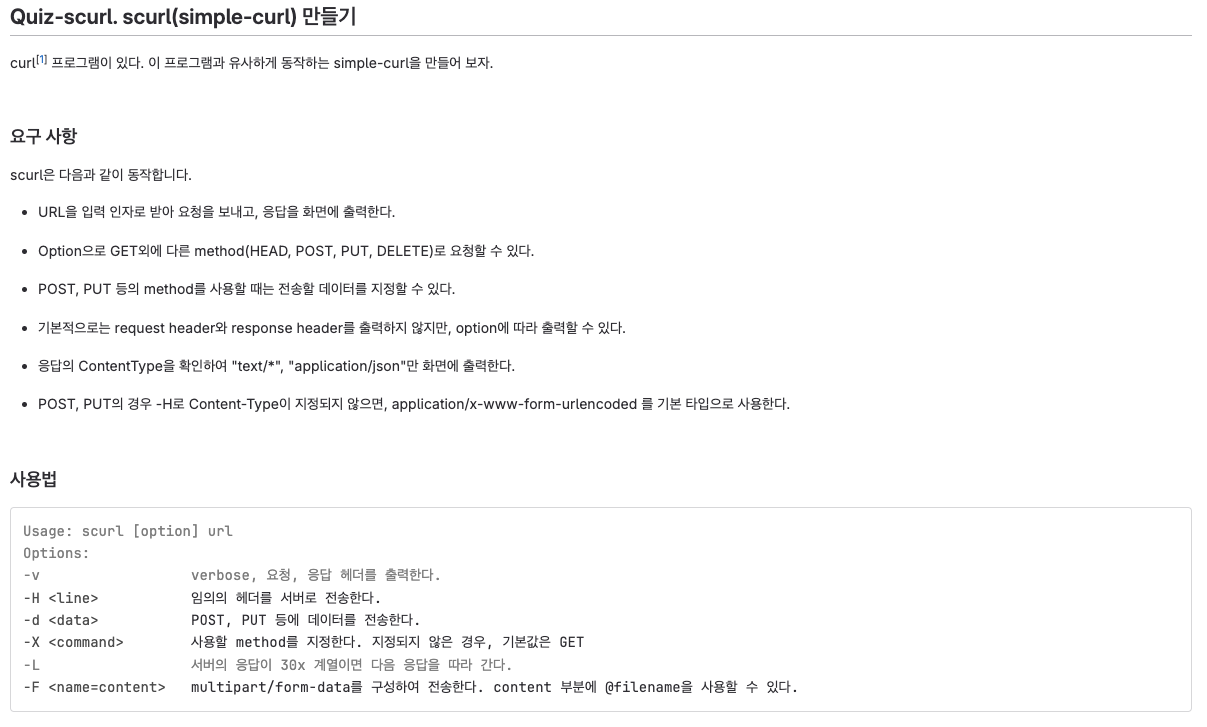 Quiz-scurl. scurl(simple-curl) 만들기
curl[1] 프로그램이 있다. 이 프로그램과 유사하게 동작하는 simple-curl을 만들어 보자.
요구 사항
scurl은 다음과 같이 동작합니다.
• URL을 입력 인자로 받아 요청을 보내고, 응답을 화면에 출력한다.
• Option으로 GET외에 다른 method(HEAD, POST, PUT, DELETE)로 요청할 수 있다.
• POST, PUT 등의 method를 사용할 때는 전송할 데이터를 지정할 수 있다.
• 기본적으로는 request header와 response header를 출력하지 않지만, option에 따라 출력할 수 있다.
• 응답의 ContentType을 확인하여 "text/*", "application/json"만 화면에 출력한다.
• POST, PUT의 경우 -H로 Content-Type이 지정되지 않으면, application/x-www-form-urlencoded 를 기본 타입으로 사용한다.
사용법
Usage: scurl [option] url
Options:
-v verbose, 요청, 응답 헤더를 출력한다.
-H <line> 임의의 헤더를 서버로 전송한다.
-d <data> POST, PUT 등에 데이터를 전송한다.
-X <command> 사용할 method를 지정한다. 지정되지 않은 경우, 기본값은 GET
-L 서버의 응답이 30x 계열이면 다음 응답을 따라 간다.
-F <name=content> multipart/form-data를 구성하여 전송한다. content 부분에 @filename을 사용할 수 있다.